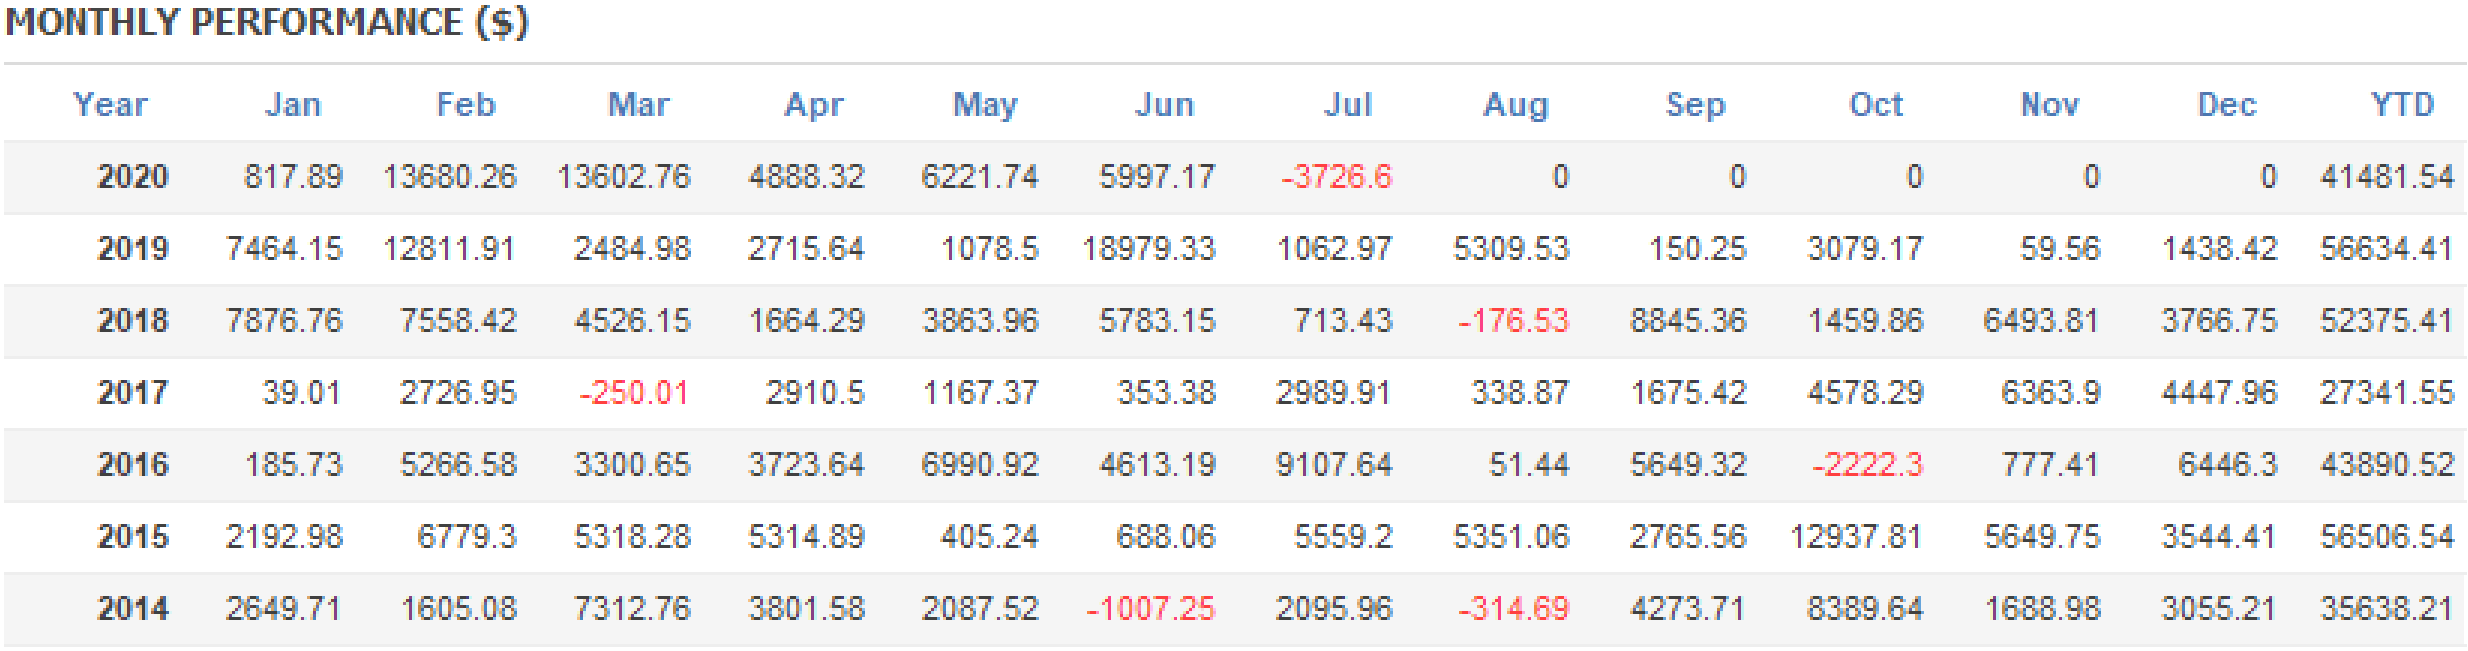 MONTHLY PERFORMANCE ($)
Year Jan Feb Mar Apr May Jun Jul Aug Sep Oct Nov Dec YTD
2020 817.89 13680.26 13602.76 4888.32 6221.74 5997.17 -3726.6 0 0 0 0 0 41481.54
2019 7464.15 12811.91 2484.98 2715.64 1078.5 18979.33 1062.97 5309.53 150.25 3079.17 59.56 1438.42 56634.41
2018 7876.76 7558.42 4526.15 1664.29 3863.96 5783.15 713.43 -176.53 8845.36 1459.86 6493.81 3766.75 52375.41
2017 39.01 2726.95 -250.01 2910.5 1167.37 353.38 2989.91 338.87 1675.42 4578.29 6363.9 4447.96 27341.55
2016 185.73 5266.58 3300.65 3723.64 6990.92 4613.19 9107.64 51.44 5649.32 -2222.3 777.41 6446.3 43890.52
2015 2192.98 6779.3 5318.28 5314.89 405.24 688.06 5559.2 5351.06 2765.56 12937.81 5649.75 3544.41 56506.54
2014 2649.71 1605.08 7312.76 3801.58 2087.52 -1007.25 2095.96 -314.69 4273.71 8389.64 1688.98 3055.21 35638.21